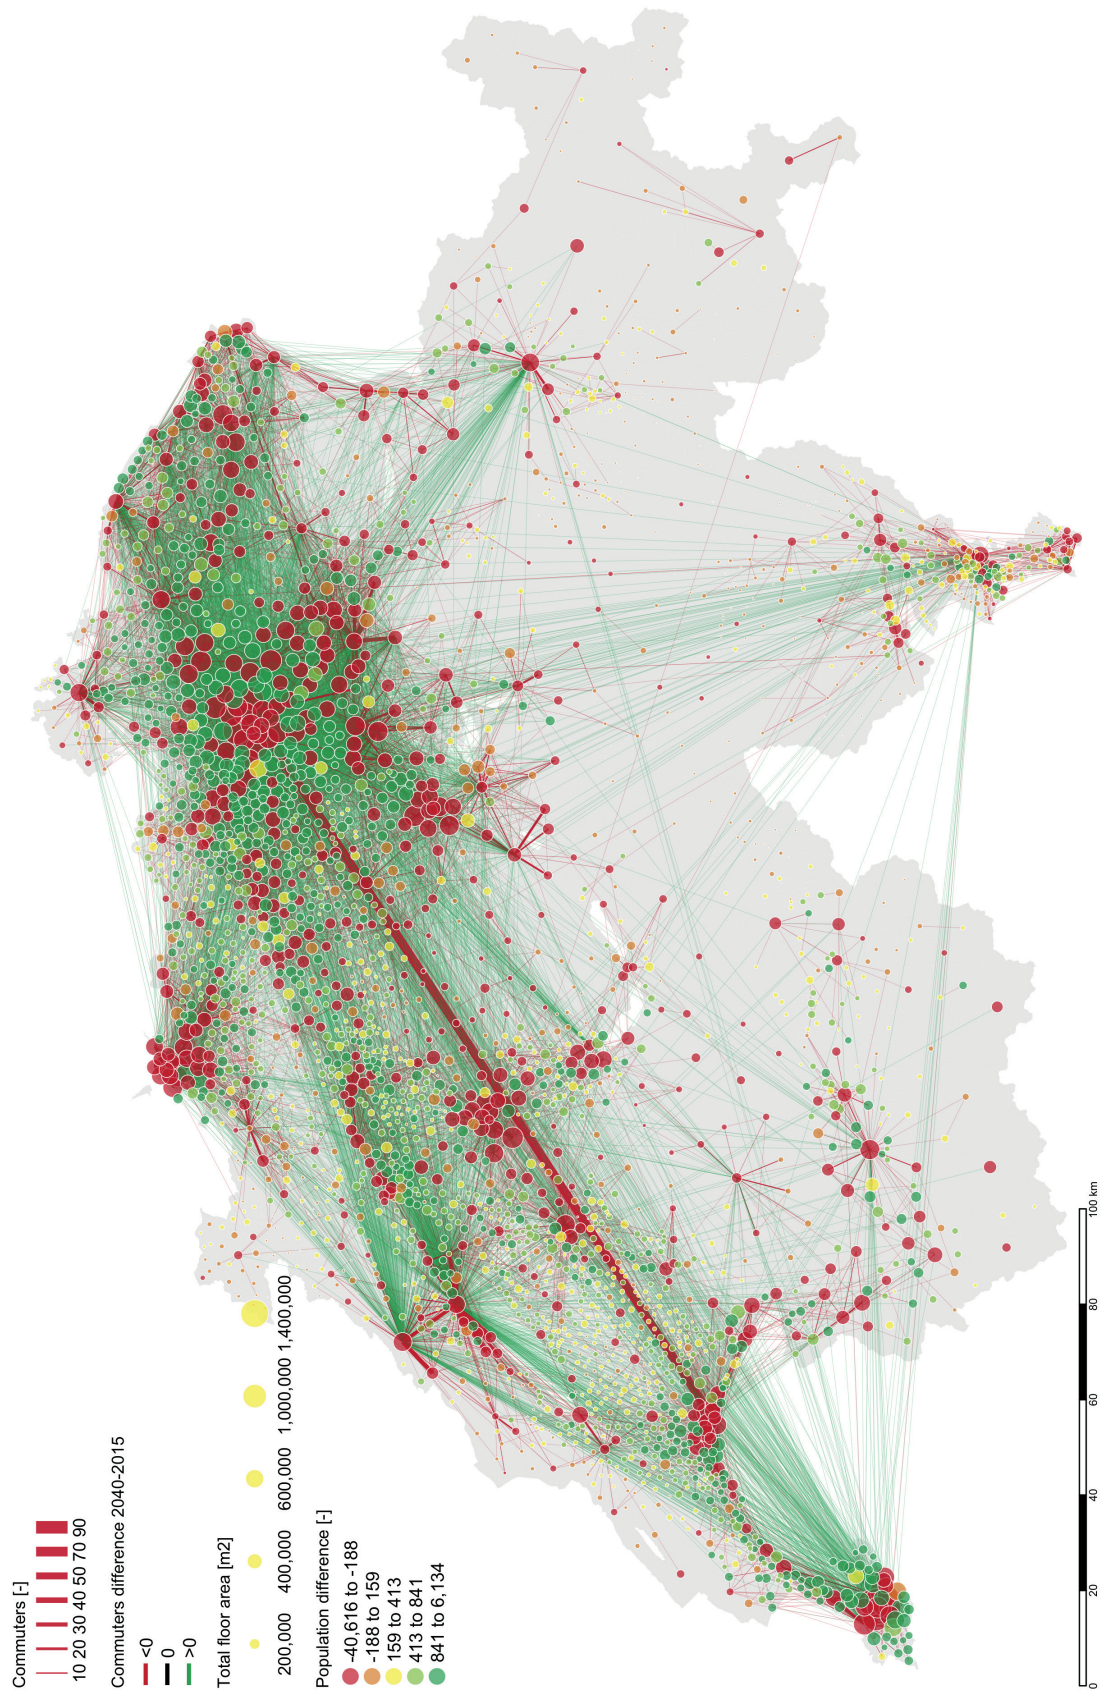 Commuters [-]
10 20 30 40 50 70 90
Commuters difference 2040-2015
<0
0
>0
Total floor area [m2]
200,000 400,000 600,000 1,000,000 1,400,000
Population difference [-]
-40,616 to -188
-188 to 159
159 to 413
413 to 841
841 to 6,134
0 20 40 60 80 100 km